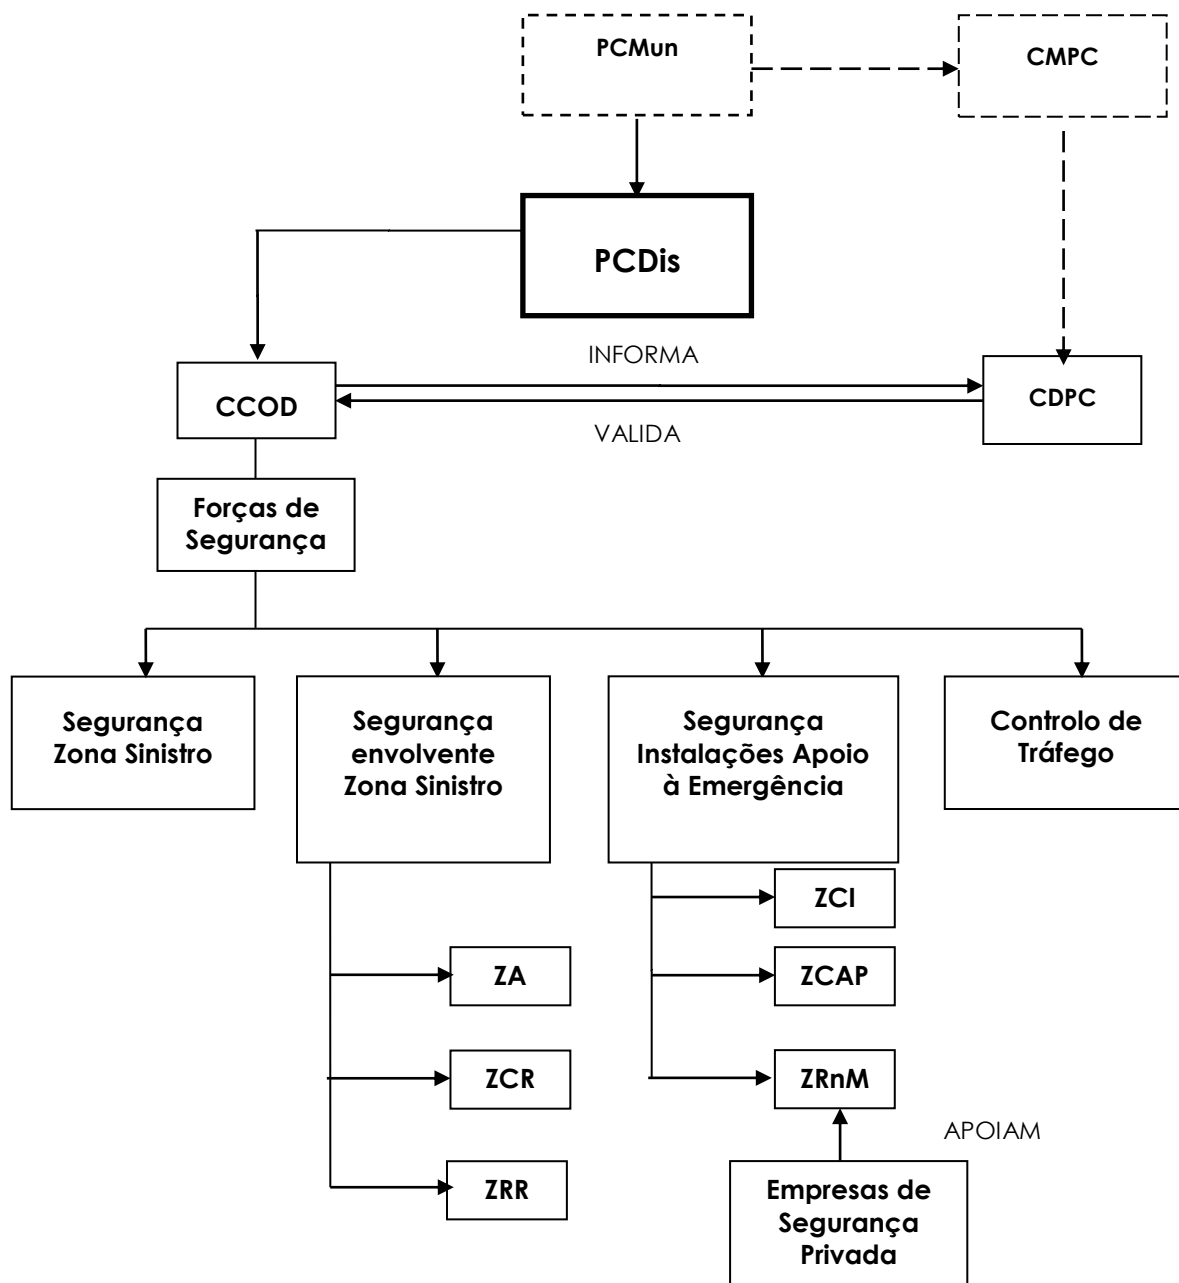 PCMun
CMPC
PCDis
INFORMA
CCOD
CDPC
VALIDA
Forças de
Segurança
Segurança
Zona Sinistro
Segurança
envolvente
Zona Sinistro
Segurança
Instalações Apoio
à Emergência
Controlo de
Tráfego
ZCI
ZA
ZCAP
ZCR
ZRnM
APOIAM
ZRR
Empresas de
Segurança
Privada